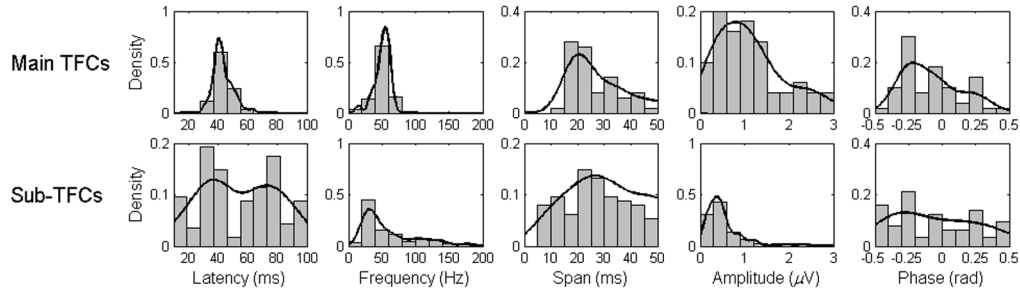 Main TFCs
Density
1
0.5
0
20 40 60 80 100
1
0.5
0
0 50 100 150 200
0.4
0.2
0
0 10 20 30 40 50
0.2
0.1
0
0 1 2 3
0.4
0.2
0
-0.5 -0.25 0 0.25 0.5
Sub-TFCs
Density
0.2
0.1
0
20 40 60 80 100
Latency (ms)
1
0.5
0
0 50 100 150 200
Frequency (Hz)
0.2
0.1
0
0 10 20 30 40 50
Span (ms)
1
0.5
0
0 1 2 3
Amplitude (μV)
0.4
0.2
0
-0.5 -0.25 0 0.25 0.5
Phase (rad)